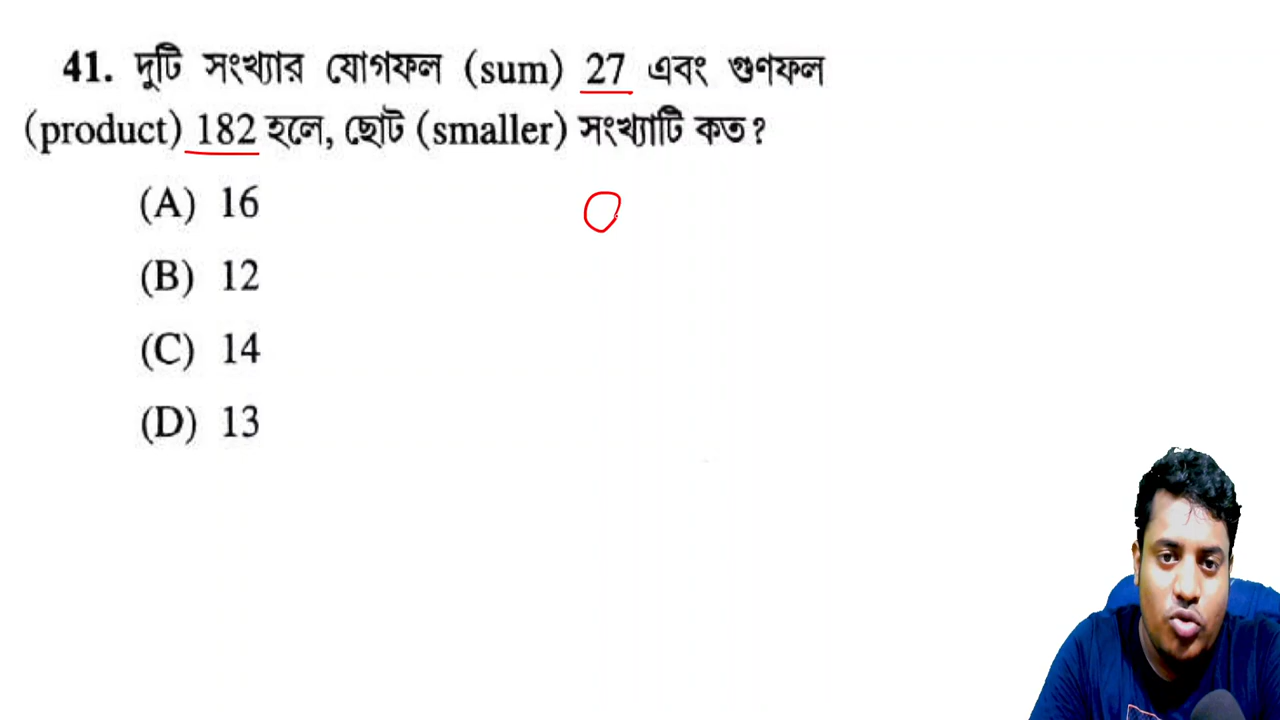 41. দুটি সংখ্যার যোগফল (sum) 27 এবং গুণফল
(product) 182 হলে, ছোট (smaller) সংখ্যাটি কত?
(A) 16
(B) 12
(C) 14
(D) 13